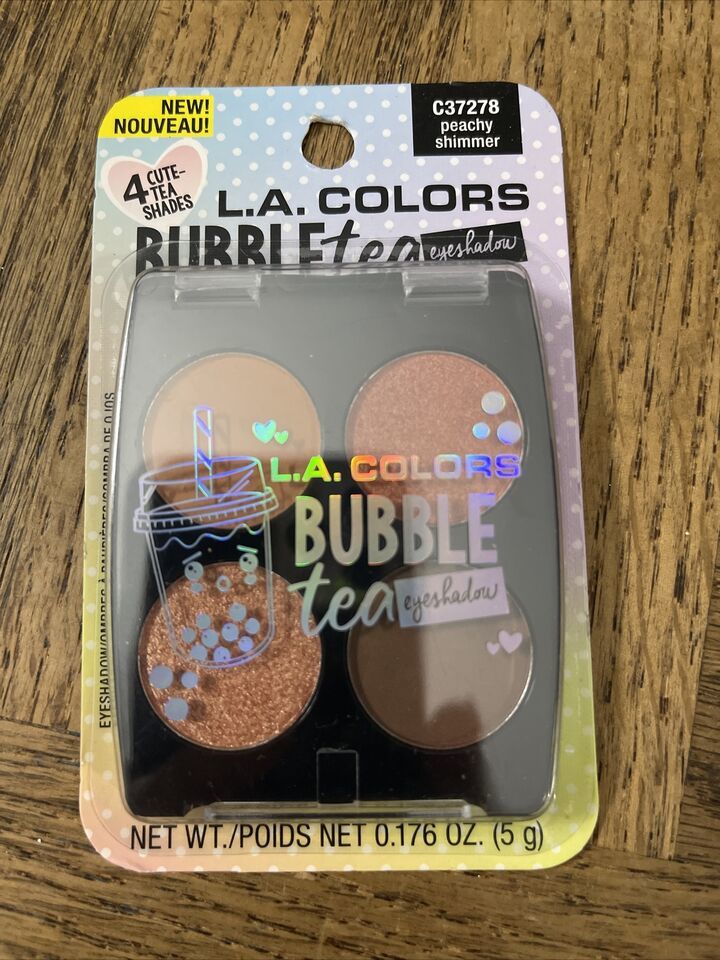 NEW!
NOUVEAU!
C37278
peachy
shimmer
4 CUTE-
TEA
SHADES
L.A. COLORS
BUBBLE tea eyeshadow
L.A. COLORS
BUBBLE
tea eyeshadow
EYESHADOW/OMBRES À PAUPIÈRES/SOMBRA DE OJOS
NET WT./POIDS NET 0.176 OZ. (5 g)